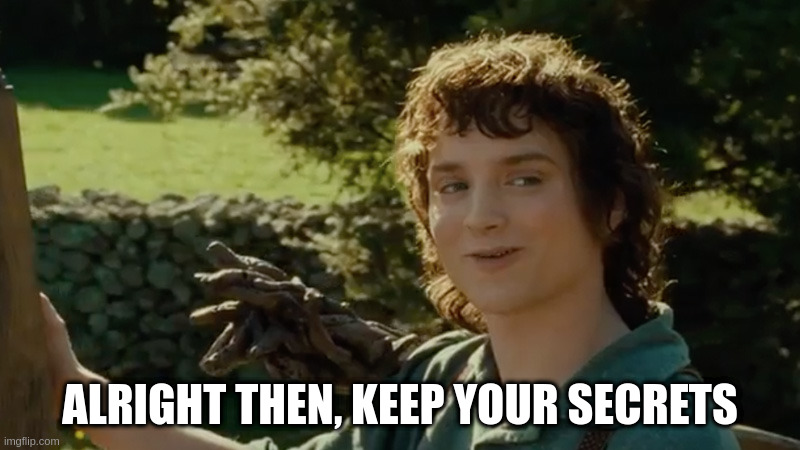 ALRIGHT THEN, KEEP YOUR SECRETS
imgflip.com